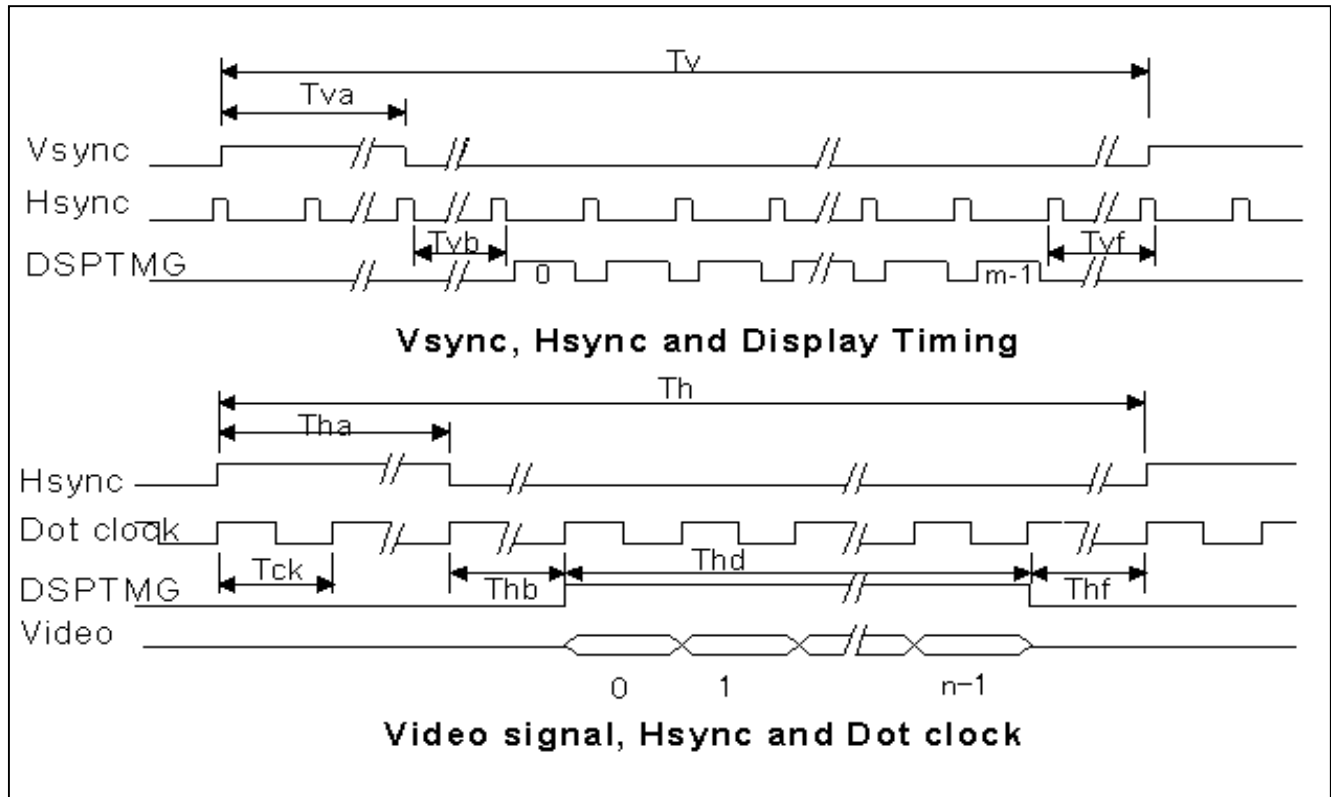 Tv
Tva
Vsync
Hsync
Tvb
Tvf
DSPTMG
0
m-1
Vsync, Hsync and Display Timing
Th
Tha
Hsync
Dot clock
Tck
Thb
Thd
Thf
DSPTMG
Video
0 1 n-1
Video signal, Hsync and Dot clock